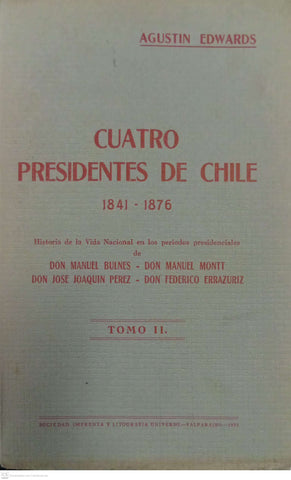 AGUSTIN EDWARDS
CUATRO
PRESIDENTES DE CHILE
1841 - 1876
Historia de la Vida Nacional en los periodos presidenciales
de
DON MANUEL BULNES - DON MANUEL MONTT
DON JOSE JOAQUIN PEREZ - DON FEDERICO ERRAZURIZ
TOMO II.
SOCIEDAD IMPRENTA Y LITOGRAFIA UNIVERSO.—VALPARAISO.—